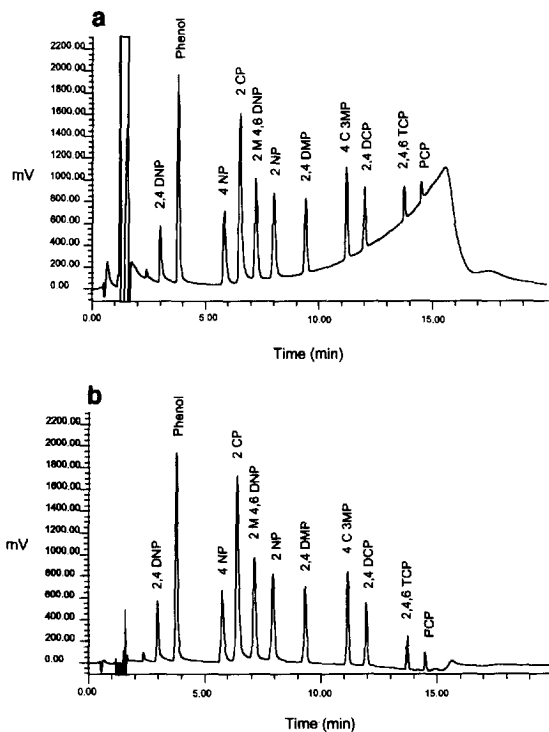 a
2200.00
2000.00
1800.00
1600.00
1400.00
1200.00
1000.00
800.00
600.00
400.00
200.00
0.00
mV
2,4 DNP
Phenol
4 NP
2 CP
2 M 4,6 DNP
2 NP
2,4 DMP
4 C 3MP
2,4 DCP
2,4,6 TCP
PCP
0.00 5.00 10.00 15.00
Time (min)
b
2200.00
2000.00
1800.00
1600.00
1400.00
1200.00
1000.00
800.00
600.00
400.00
200.00
0.00
mV
2,4 DNP
Phenol
4 NP
2 CP
2 M 4,6 DNP
2 NP
2,4 DMP
4 C 3MP
2,4 DCP
2,4,6 TCP
PCP
0.00 5.00 10.00 15.00
Time (min)